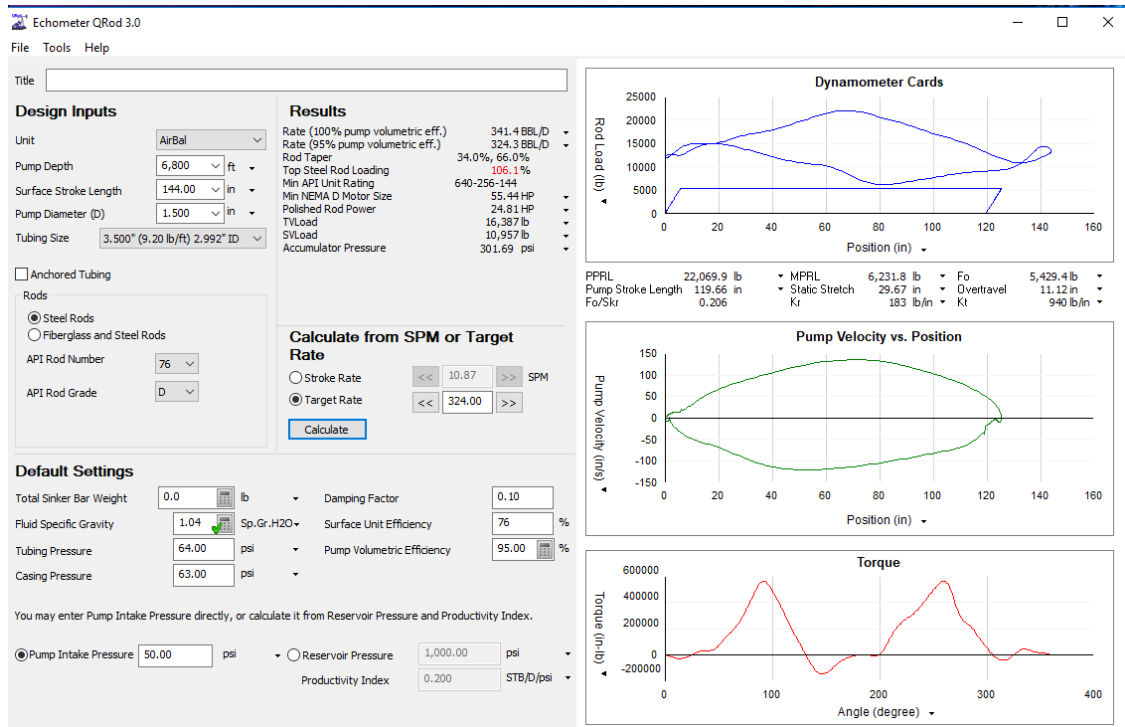 Echometer QRod 3.0
File Tools Help
Title
Design Inputs
Unit AirBal
Pump Depth 6,800 ft
Surface Stroke Length 144.00 in
Pump Diameter (D) 1.500 in
Tubing Size 3.500" (9.20 lb/ft) 2.992" ID
Anchored Tubing
Rods
Steel Rods
Fiberglass and Steel Rods
API Rod Number 76
API Rod Grade D
Results
Rate (100% pump volumetric eff.) 341.4 BBL/D
Rate (95% pump volumetric eff.) 324.3 BBL/D
Rod Taper 34.0%, 66.0%
Top Steel Rod Loading 106.1%
Min API Unit Rating 640-256-144
Min NEMA D Motor Size 55.44 HP
Polished Rod Power 24.81 HP
TVLoad 16,387 lb
SVLoad 10,957 lb
Accumulator Pressure 301.69 psi
Calculate from SPM or Target
Rate
Stroke Rate << 10.87 >> SPM
Target Rate << 324.00 >>
Calculate
Default Settings
Total Sinker Bar Weight 0.0 lb
Fluid Specific Gravity 1.04 Sp.Gr.H2O
Tubing Pressure 64.00 psi
Casing Pressure 63.00 psi
Damping Factor 0.10
Surface Unit Efficiency 76 %
Pump Volumetric Efficiency 95.00 %
You may enter Pump Intake Pressure directly, or calculate it from Reservoir Pressure and Productivity Index.
Pump Intake Pressure 50.00 psi
Reservoir Pressure 1,000.00 psi
Productivity Index 0.200 STB/D/psi
Dynamometer Cards
Rod Load (lb)
25000
20000
15000
10000
5000
0
0 20 40 60 80 100 120 140 160
Position (in)
PPRL 22,069.9 lb MPRL 6,231.8 lb Fo 5,429.4 lb
Pump Stroke Length 119.66 in Static Stretch 29.67 in Overtravel 11.12 in
Fo/Skr 0.206 Kr 183 lb/in Kt 940 lb/in
Pump Velocity vs. Position
Pump Velocity (in/s)
150
100
50
0
-50
-100
-150
0 20 40 60 80 100 120 140 160
Position (in)
Torque
Torque (in-lb)
600000
400000
200000
0
-200000
0 100 200 300 400
Angle (degree)